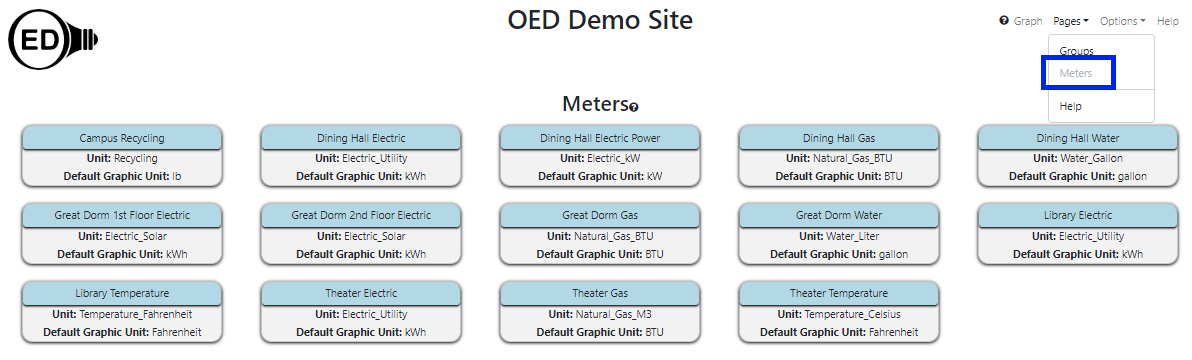 ED
OED Demo Site
Graph Pages Options Help
Groups
Meters
Help
Meters
Campus Recycling
Unit: Recycling
Default Graphic Unit: lb
Dining Hall Electric
Unit: Electric_Utility
Default Graphic Unit: kWh
Dining Hall Electric Power
Unit: Electric_kW
Default Graphic Unit: kW
Dining Hall Gas
Unit: Natural_Gas_BTU
Default Graphic Unit: BTU
Dining Hall Water
Unit: Water_Gallon
Default Graphic Unit: gallon
Great Dorm 1st Floor Electric
Unit: Electric_Solar
Default Graphic Unit: kWh
Great Dorm 2nd Floor Electric
Unit: Electric_Solar
Default Graphic Unit: kWh
Great Dorm Gas
Unit: Natural_Gas_BTU
Default Graphic Unit: BTU
Great Dorm Water
Unit: Water_Liter
Default Graphic Unit: gallon
Library Electric
Unit: Electric_Utility
Default Graphic Unit: kWh
Library Temperature
Unit: Temperature_Fahrenheit
Default Graphic Unit: Fahrenheit
Theater Electric
Unit: Electric_Utility
Default Graphic Unit: kWh
Theater Gas
Unit: Natural_Gas_M3
Default Graphic Unit: BTU
Theater Temperature
Unit: Temperature_Celsius
Default Graphic Unit: Fahrenheit